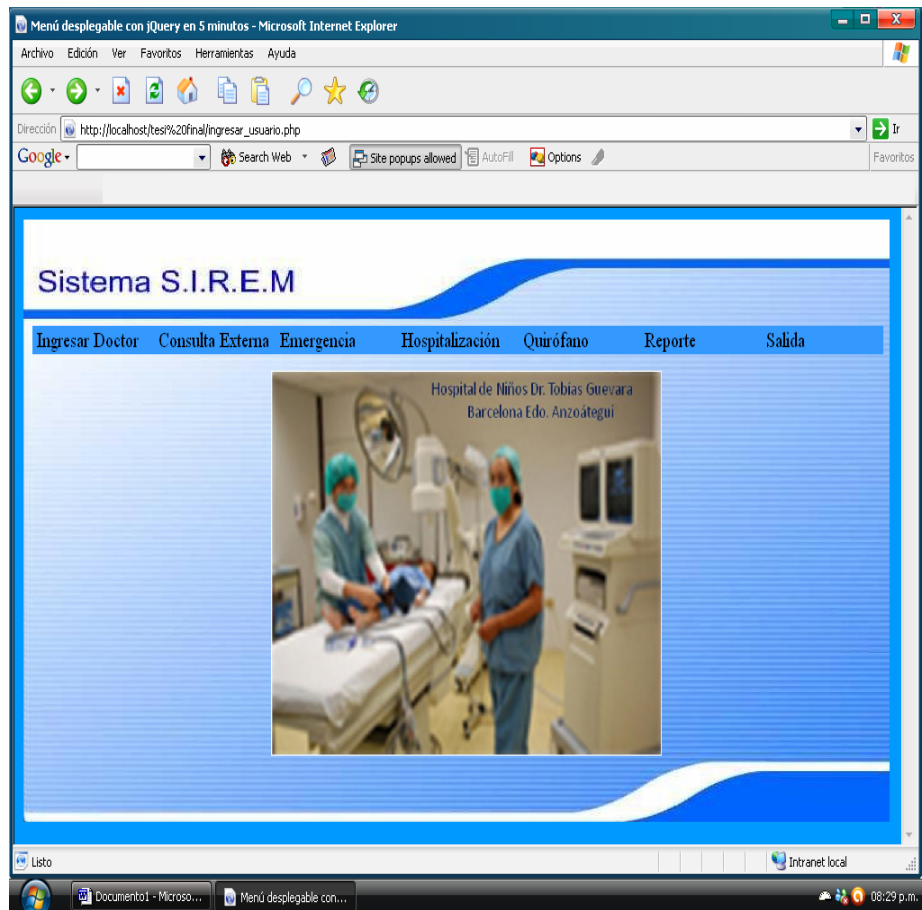 Menú desplegable con jQuery en 5 minutos - Microsoft Internet Explorer
Archivo Edición Ver Favoritos Herramientas Ayuda
Dirección http://localhost/tesi%20final/ingresar_usuario.php Ir
Google Search Web Site popups allowed AutoFill Options Favoritos
Sistema S.I.R.E.M
Ingresar Doctor Consulta Externa Emergencia Hospitalización Quirófano Reporte Salida
Hospital de Niños Dr. Tobías Guevara
Barcelona Edo. Anzoátegui
Listo Intranet local
Documento1 - Microso... Menú desplegable con... 08:29 p.m.